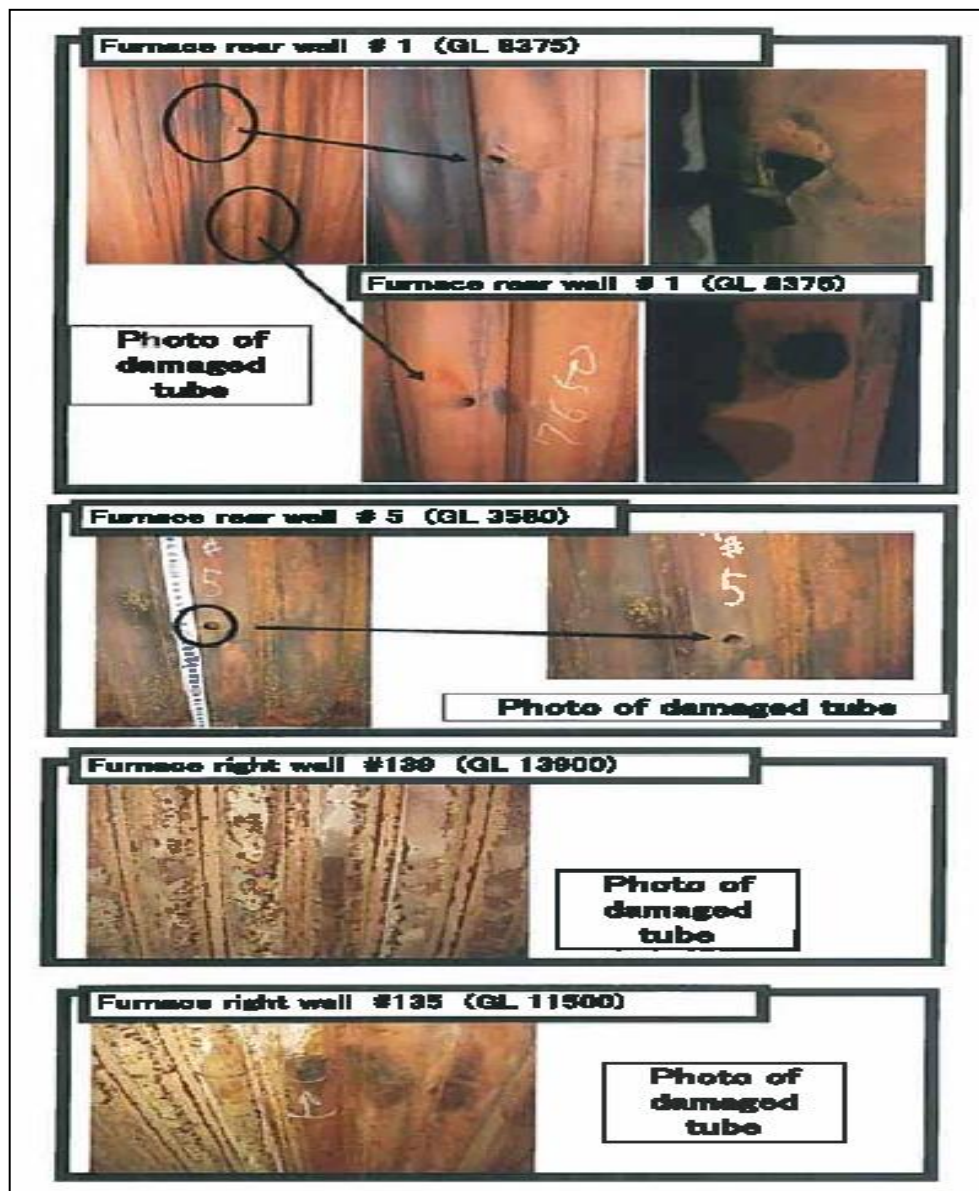 Furnace rear wall # 1 (GL 8375)
Furnace rear wall # 1 (GL 8375)
Photo of
damaged
tube
Furnace rear wall # 5 (GL 3580)
#
5
#
5
Photo of damaged tube
Furnace right wall #139 (GL 13900)
Photo of
damaged
tube
Furnace right wall #135 (GL 11500)
Photo of
damaged
tube